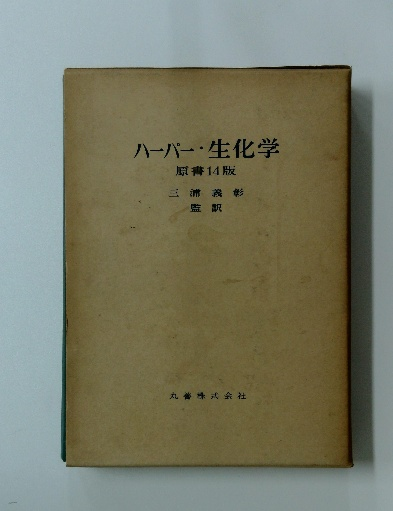 ハーパー・生化学
原書14版
三浦義彰
監訳
丸善株式会社